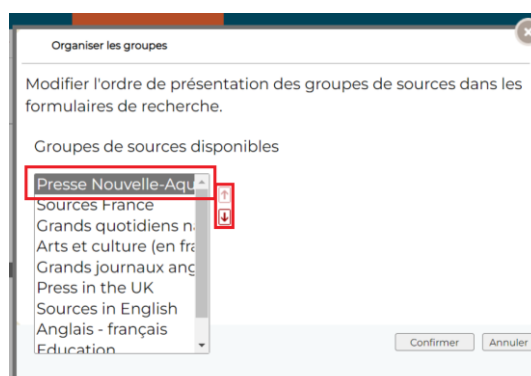 Organiser les groupes
Modifier l'ordre de présentation des groupes de sources dans les
formulaires de recherche.
Groupes de sources disponibles
Presse Nouvelle-Aqu
Sources France
Grands quotidiens n
Arts et culture (en fra
Grands journaux ang
Press in the UK
Sources in English
Anglais - français
Education
Confirmer
Annuler